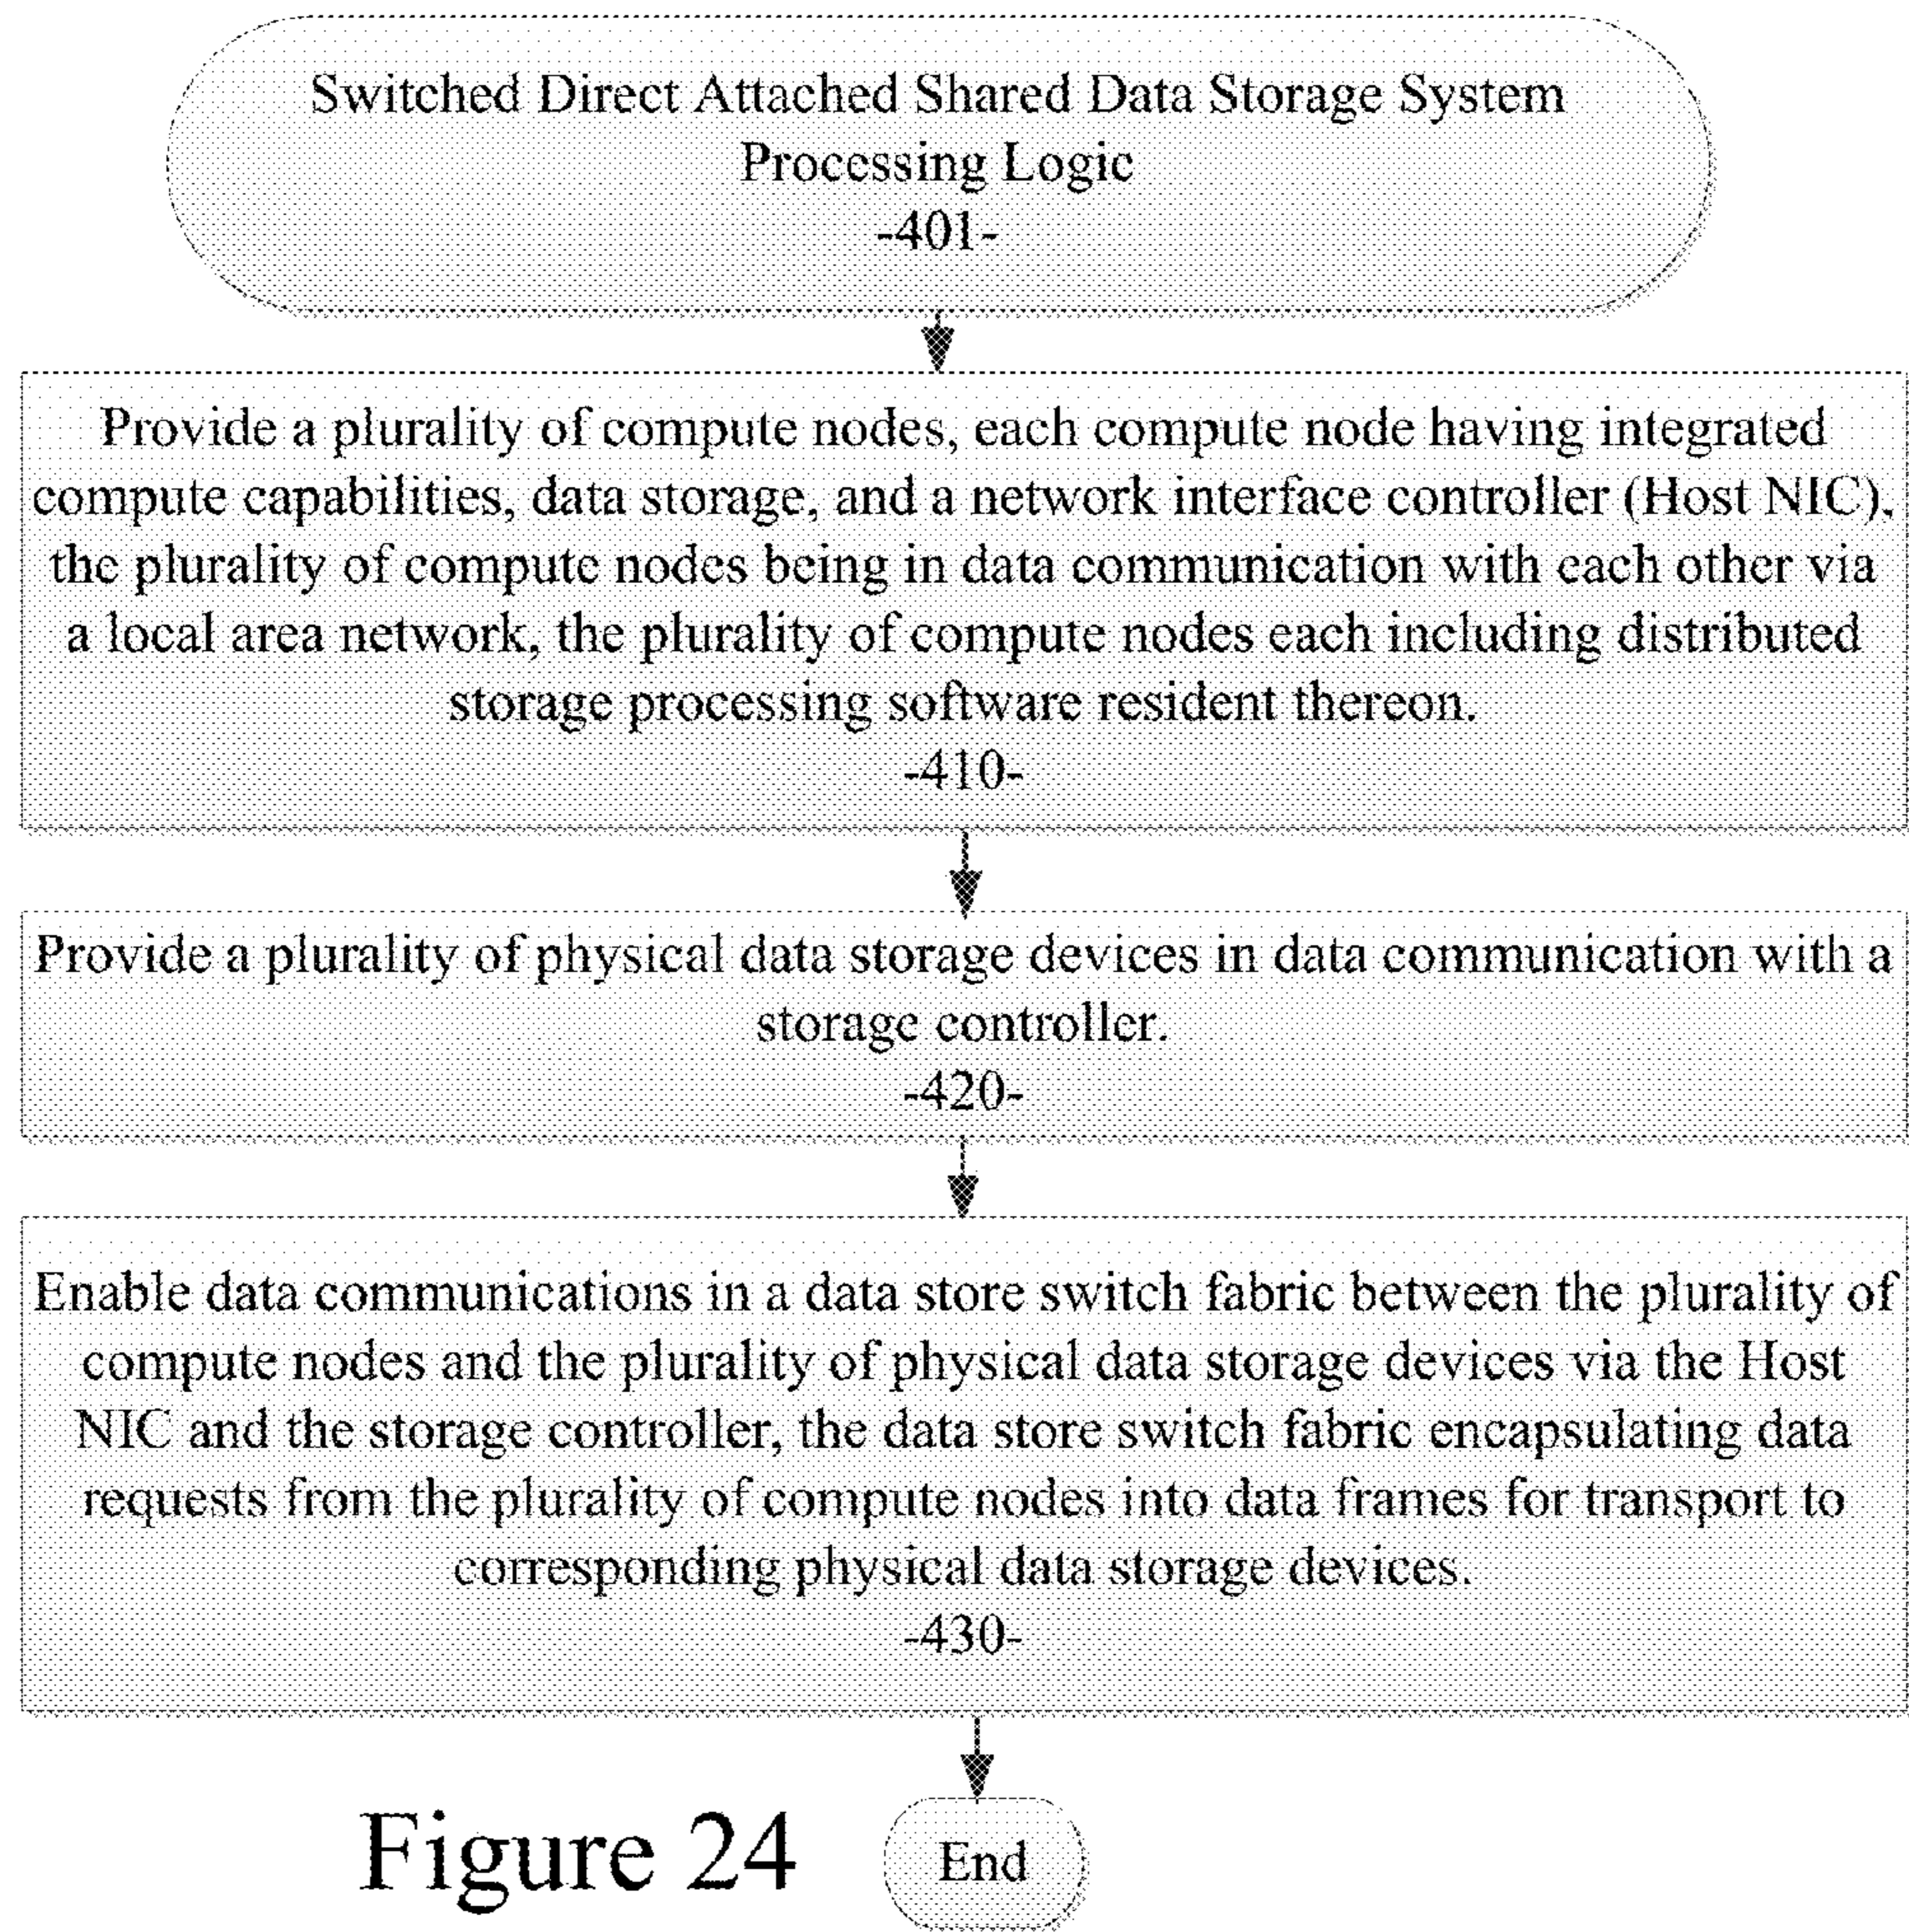 Switched Direct Attached Shared Data Storage System
Processing Logic
-401-
Provide a plurality of compute nodes, each compute node having integrated
compute capabilities, data storage, and a network interface controller (Host NIC),
the plurality of compute nodes being in data communication with each other via
a local area network, the plurality of compute nodes each including distributed
storage processing software resident thereon.
-410-
Provide a plurality of physical data storage devices in data communication with a
storage controller.
-420-
Enable data communications in a data store switch fabric between the plurality of
compute nodes and the plurality of physical data storage devices via the Host
NIC and the storage controller, the data store switch fabric encapsulating data
requests from the plurality of compute nodes into data frames for transport to
corresponding physical data storage devices.
-430-
Figure 24
End